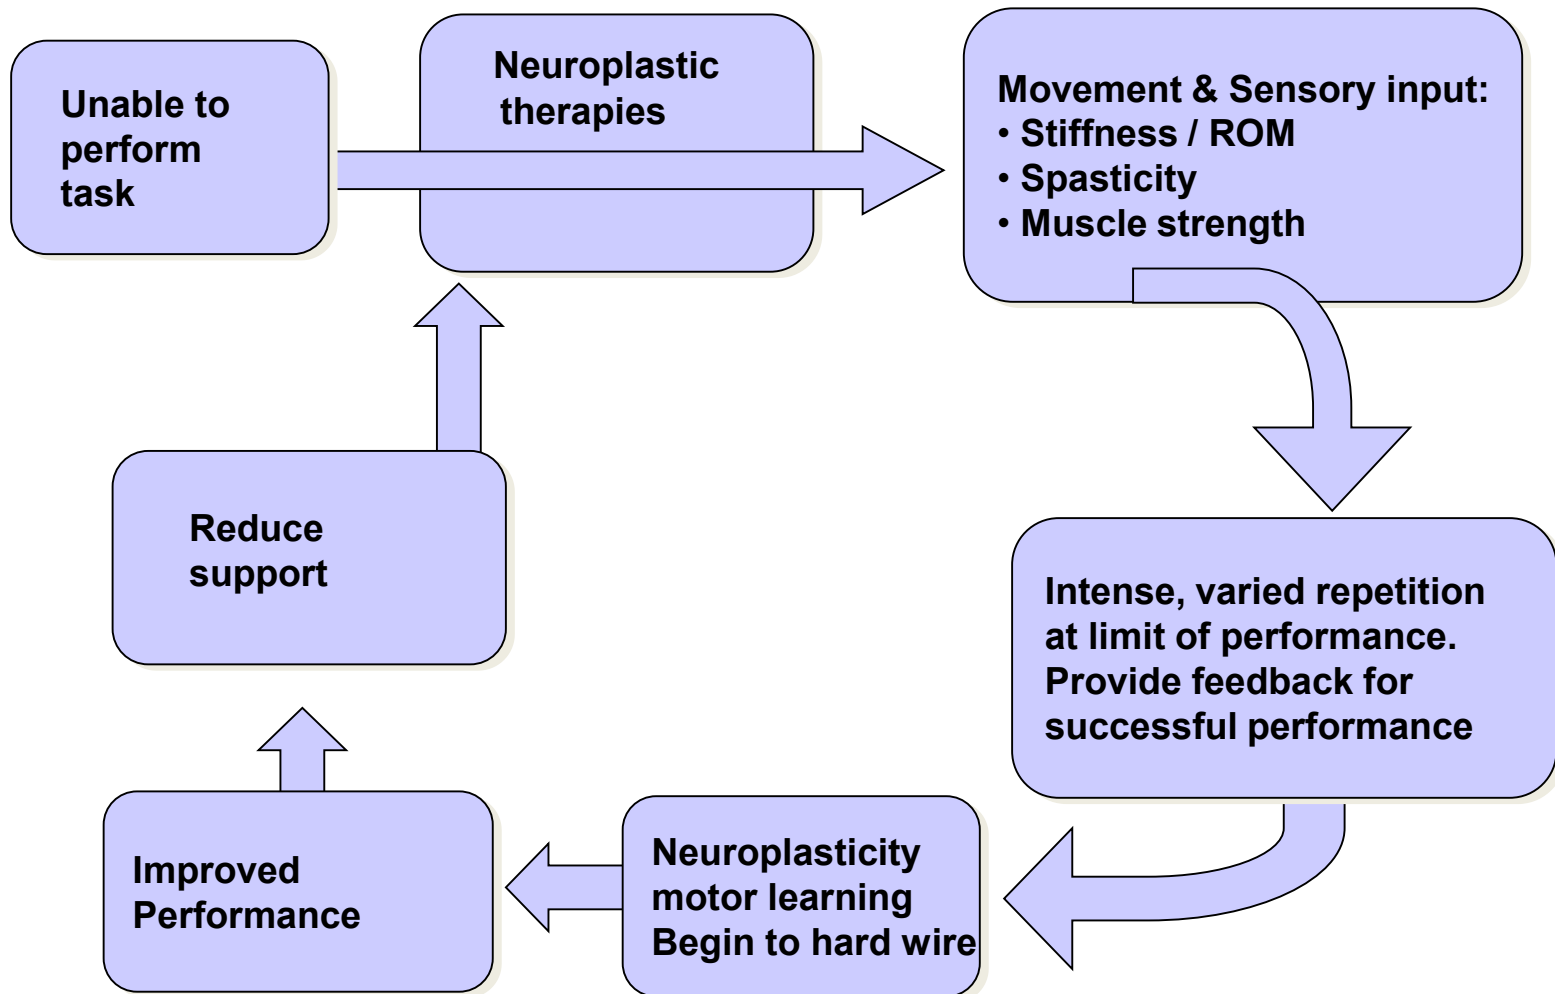 Unable to
perform
task
Neuroplastic
therapies
Movement & Sensory input:
• Stiffness / ROM
• Spasticity
• Muscle strength
Intense, varied repetition
at limit of performance.
Provide feedback for
successful performance
Neuroplasticity
motor learning
Begin to hard wire
Improved
Performance
Reduce
support